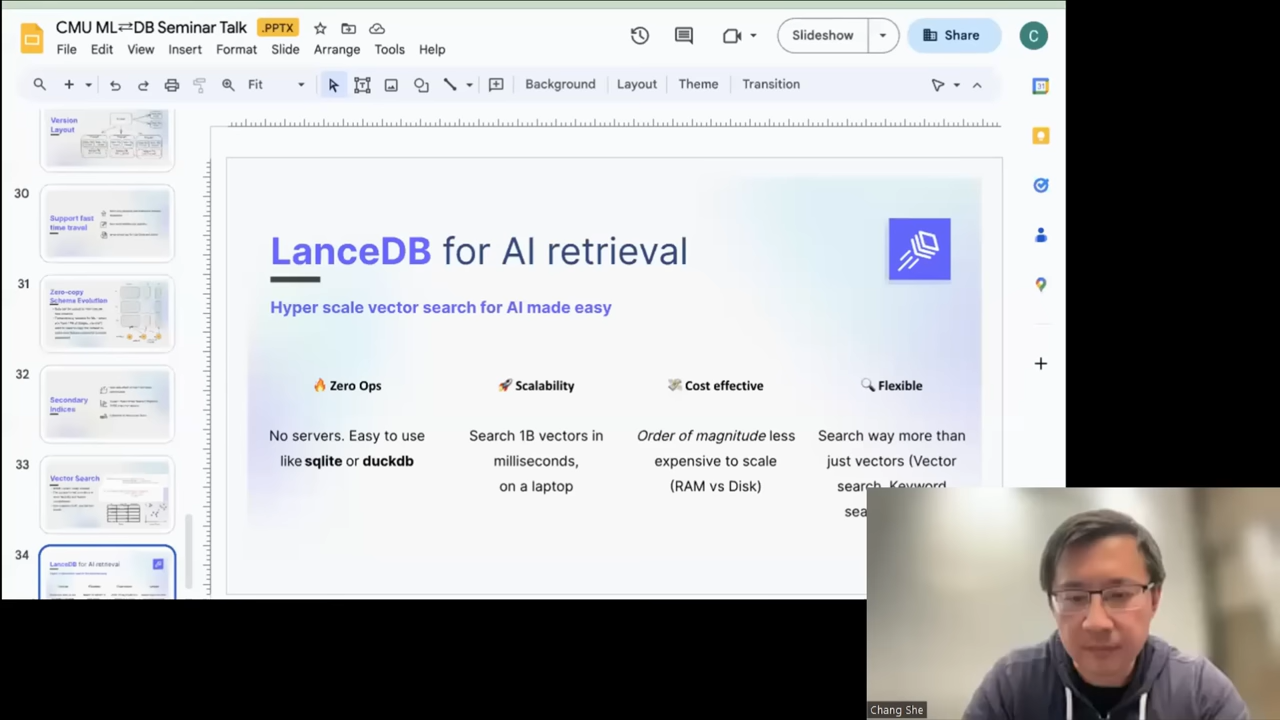 CMU ML⇄DB Seminar Talk .PPTX
File Edit View Insert Format Slide Arrange Tools Help
Slideshow
Share
C
Fit
Background Layout Theme Transition
31
Version
Layout
30
Support fast
time travel
31
Zero-copy
Schema Evolution
32
Secondary
Indices
33
Vector Search
34
LanceDB for AI retrieval
LanceDB for AI retrieval
Hyper scale vector search for AI made easy
🔥 Zero Ops
No servers. Easy to use
like sqlite or duckdb
🚀 Scalability
Search 1B vectors in
milliseconds,
on a laptop
💸 Cost effective
Order of magnitude less
expensive to scale
(RAM vs Disk)
🔍 Flexible
Search way more than
just vectors (Vector
search, Keyword
Chang She